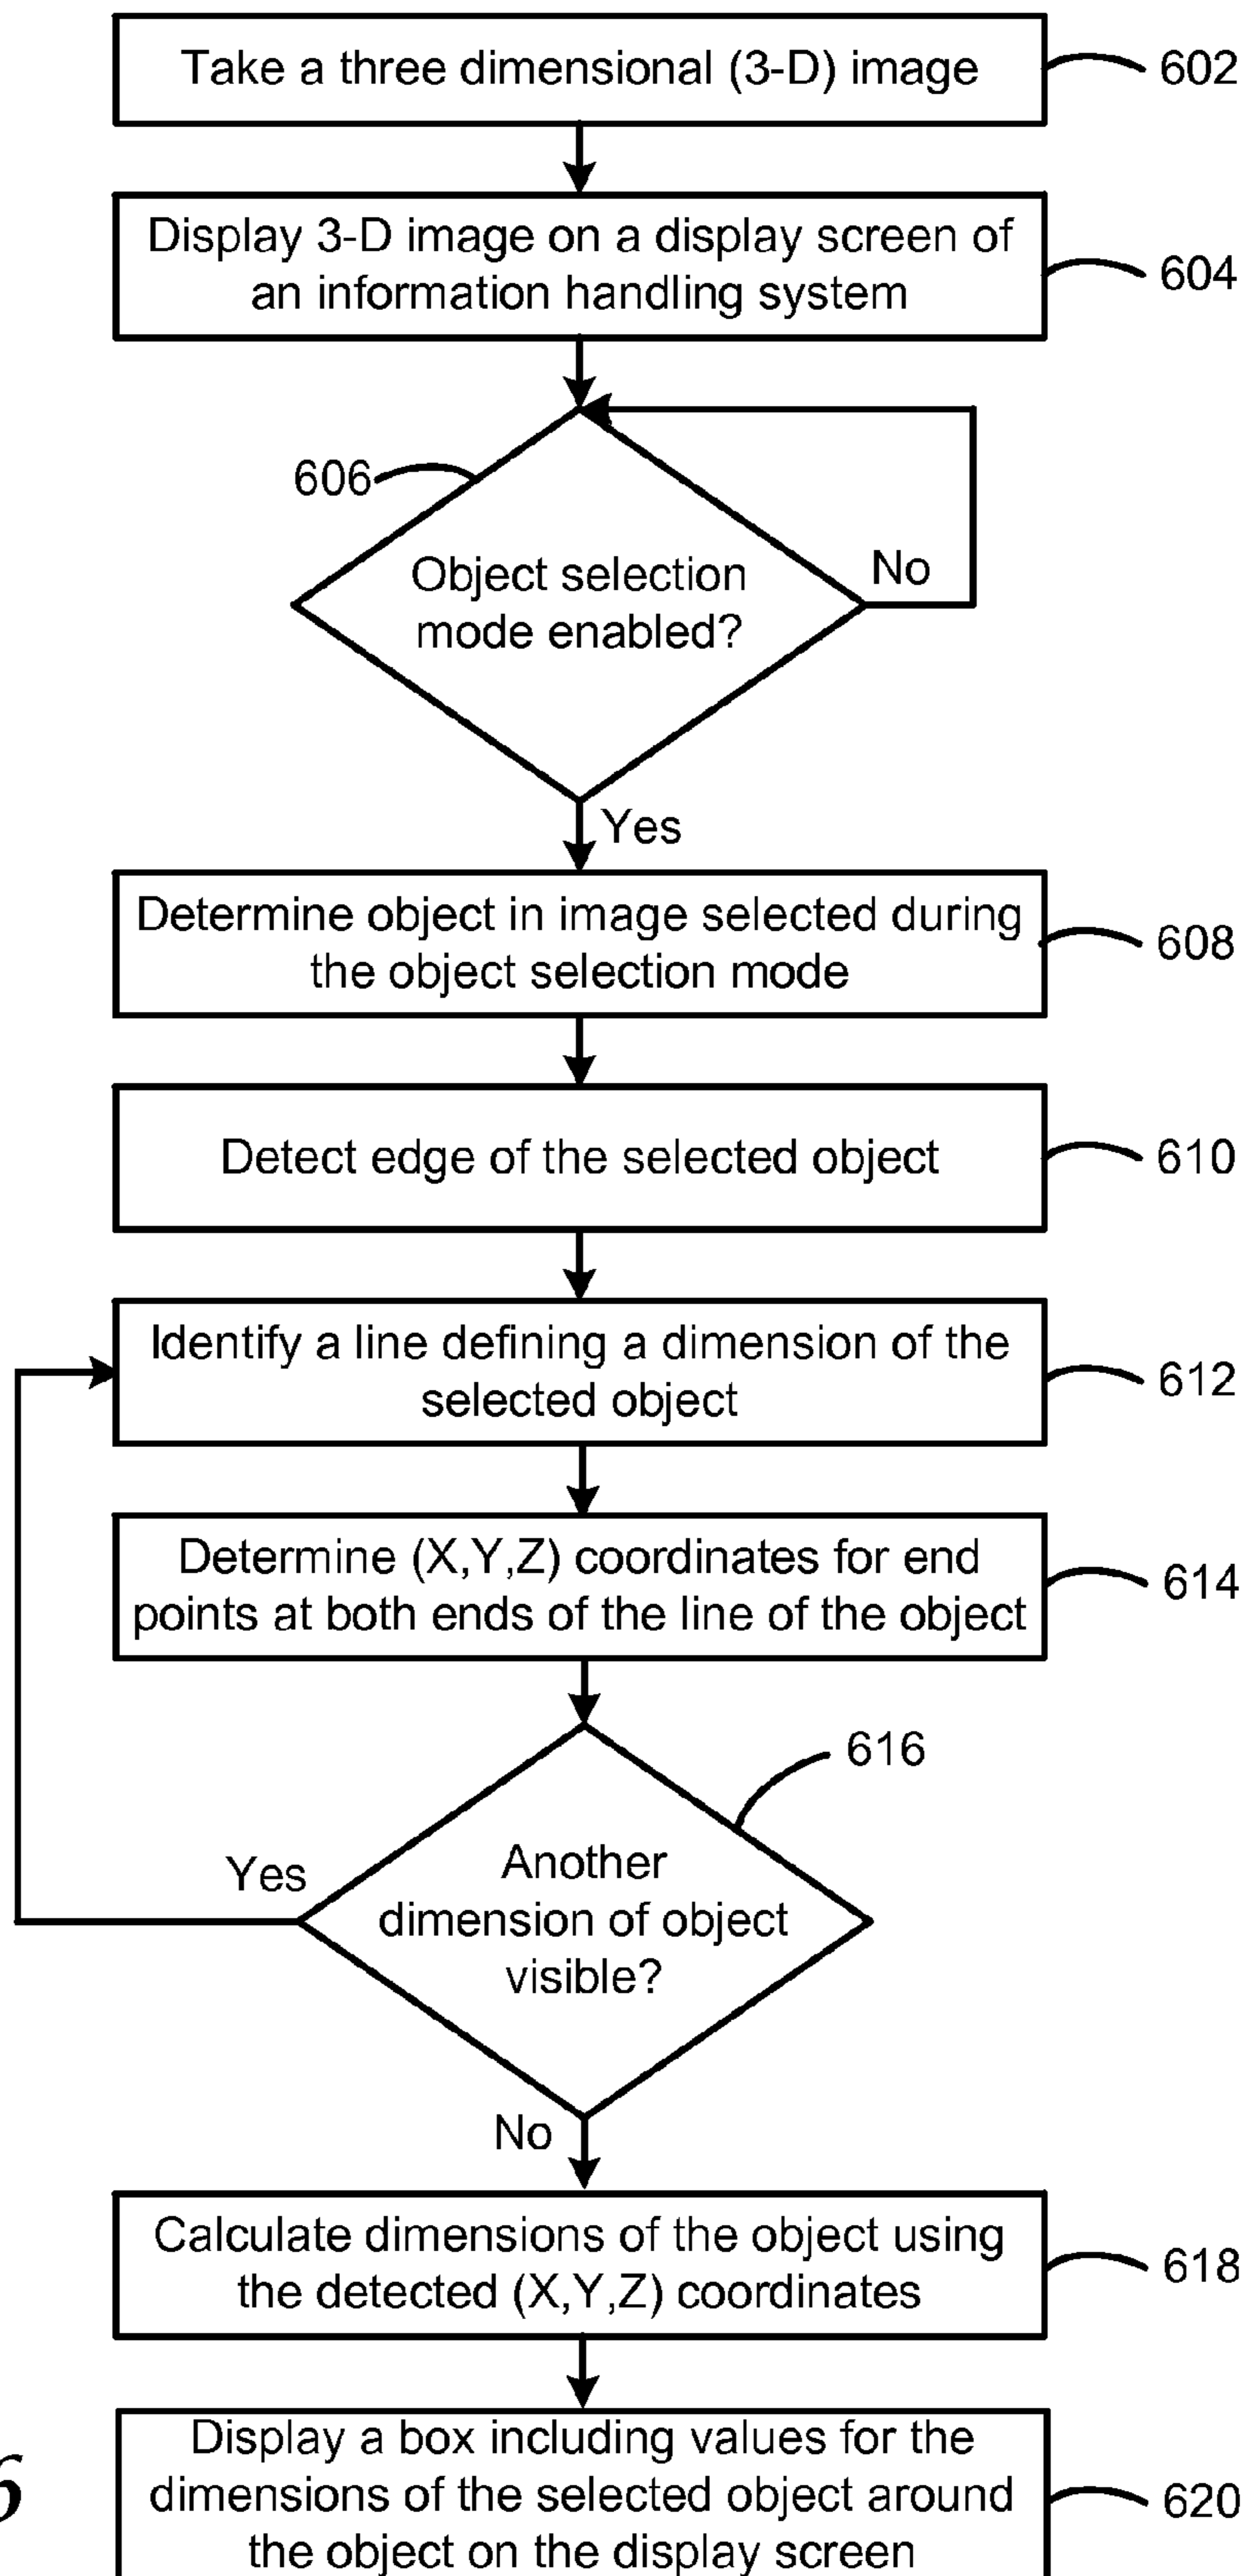 Take a three dimensional (3-D) image
602
Display 3-D image on a display screen of
an information handling system
604
606
Object selection
mode enabled?
No
Yes
Determine object in image selected during
the object selection mode
608
Detect edge of the selected object
610
Identify a line defining a dimension of the
selected object
612
Determine (X,Y,Z) coordinates for end
points at both ends of the line of the object
614
616
Another
dimension of object
visible?
Yes
No
Calculate dimensions of the object using
the detected (X,Y,Z) coordinates
618
Display a box including values for the
dimensions of the selected object around
the object on the display screen
620
6